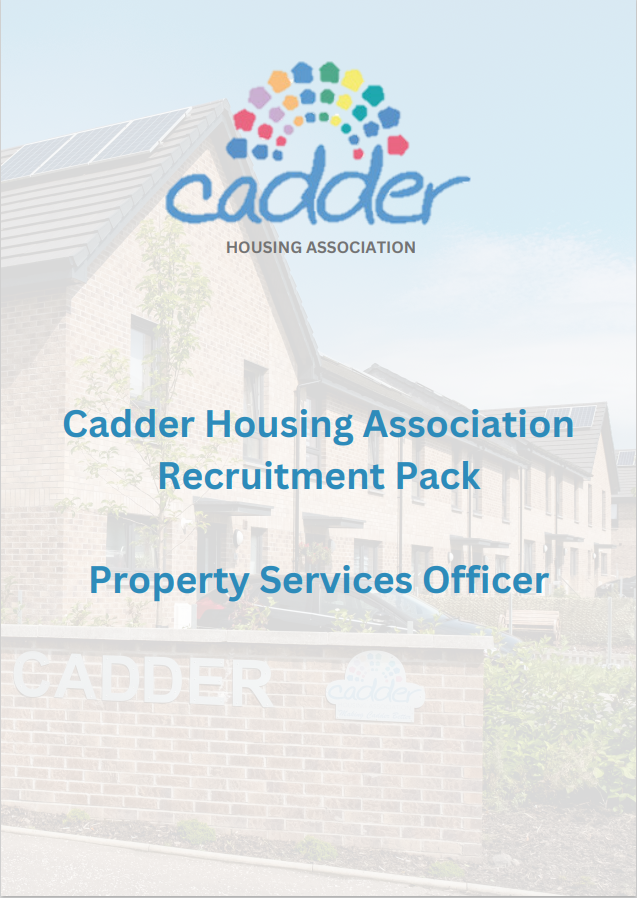 cadder
HOUSING ASSOCIATION
Cadder Housing Association
Recruitment Pack
Property Services Officer
CADDER
cadder